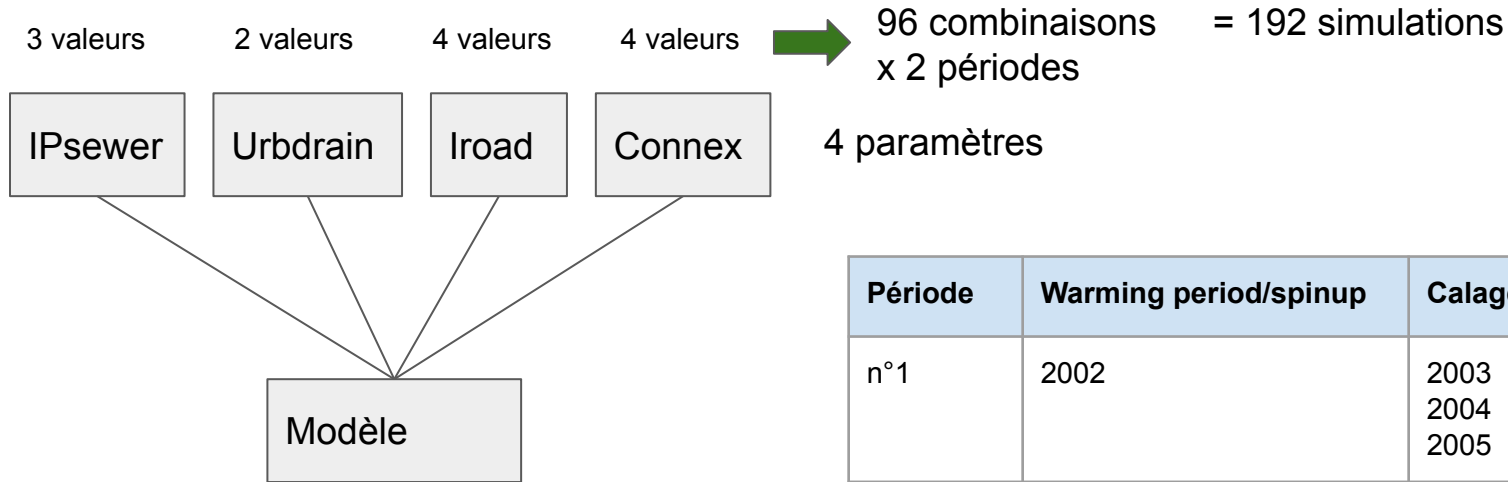 3 valeurs 2 valeurs 4 valeurs 4 valeurs
96 combinaisons = 192 simulations
x 2 périodes
IPsewer Urbdrain Iroad Connex
4 paramètres
Modèle
Période Warming period/spinup Calag
n°1 2002 2003
2004
2005